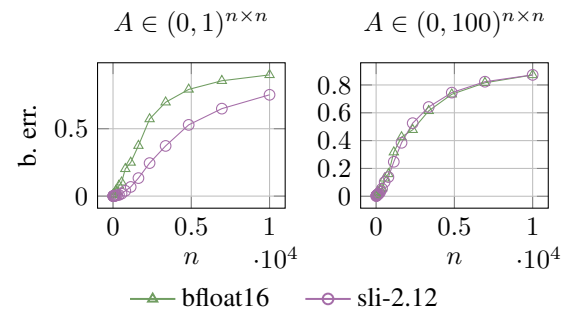 A ∈ (0, 1)^{n×n}
A ∈ (0, 100)^{n×n}
b. err.
0.5
0
0 0.5 1
n
·10^4
0.8
0.6
0.4
0.2
0
0 0.5 1
n
·10^4
bfloat16 sli-2.12